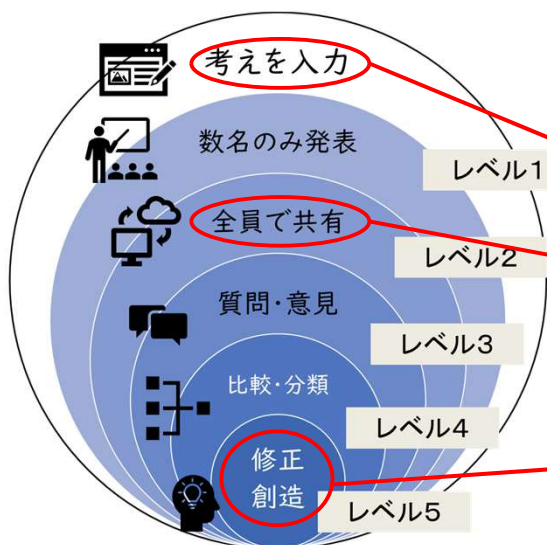 考えを入力
数名のみ発表
レベル1
全員で共有
レベル2
質問・意見
レベル3
比較・分類
レベル4
修正
創造
レベル5